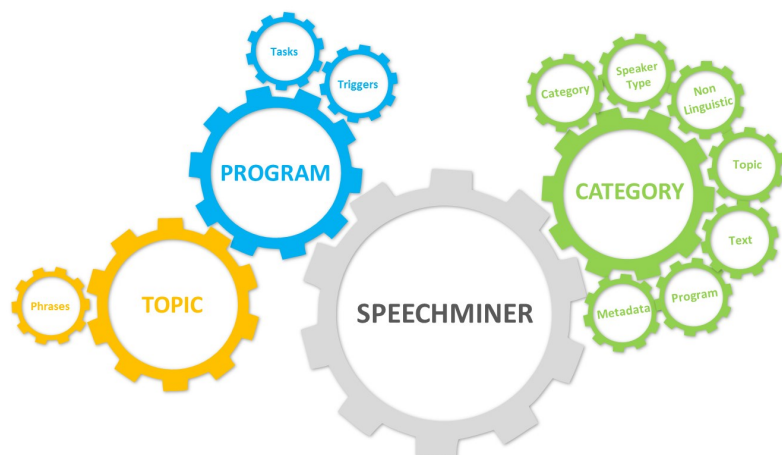 Tasks
Triggers
PROGRAM
Phrases
TOPIC
SPEECHMINER
Category
Speaker
Type
Non
Linguistic
Topic
Text
Program
Metadata
CATEGORY